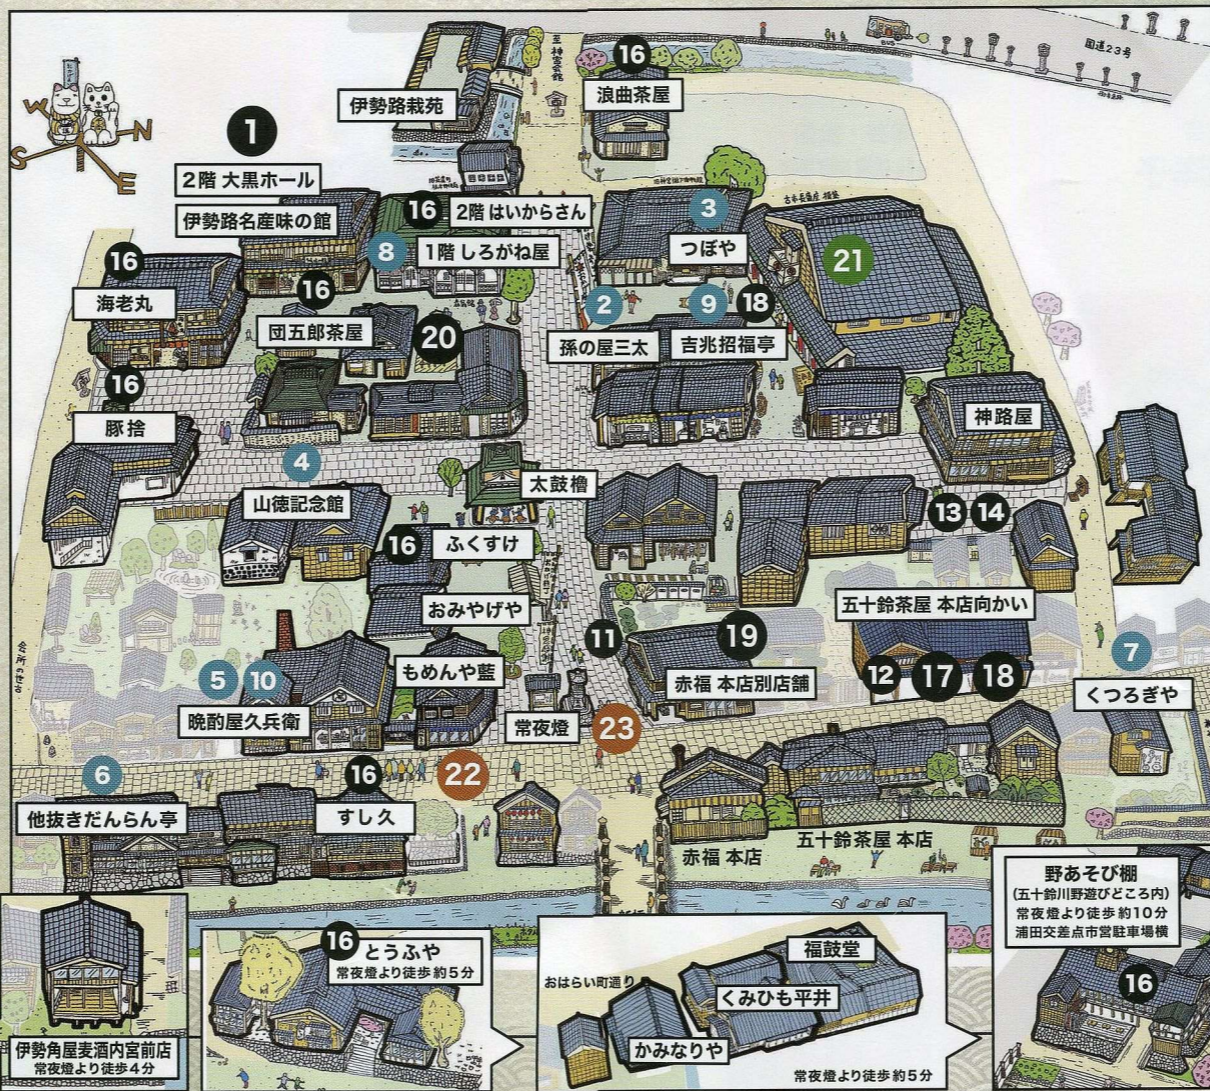 至神宮会館
16
BUS
国道23号
伊勢路栽苑
浪曲茶屋
W
N
S
E
1
2階 大黒ホール
伊勢路名産味の館
16
2階 はいからさん
3
8
1階 しろがね屋
つぼや
21
16
海老丸
16
団五郎茶屋
20
2
9
18
孫の屋三太
吉兆招福亭
16
豚捨
神路屋
4
山徳記念館
太鼓櫓
13
14
16
ふくすけ
おみやげや
五十鈴茶屋 本店向かい
11
19
会所の世古
5
10
もめんや藍
赤福 本店別店舗
12
17
18
7
晩酌屋久兵衛
常夜燈
23
くつろぎや
6
16
22
他抜きだんらん亭
すし久
赤福 本店
五十鈴茶屋 本店
野あそび棚
(五十鈴川野遊びどころ内)
常夜燈より徒歩約10分
浦田交差点市営駐車場横
16
伊勢角屋麦酒内宮前店
常夜燈より徒歩4分
16
とうふや
常夜燈より徒歩約5分
おはらい町通り
福鼓堂
くみひも平井
かみなりや
常夜燈より徒歩約5分